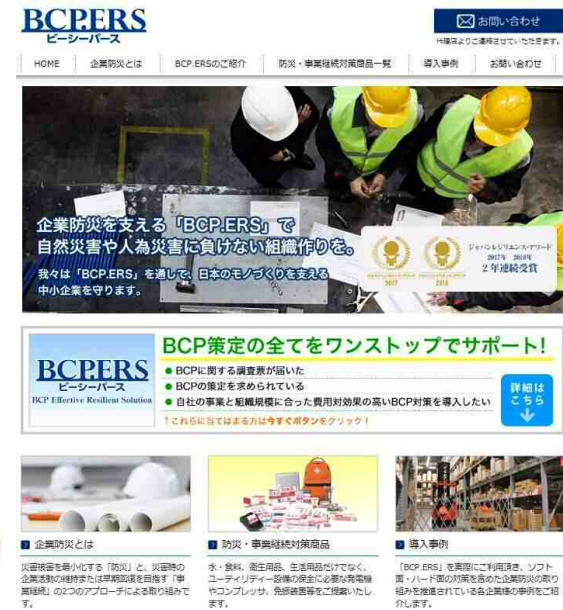 BCP.ERS
ビーシーパース
お問い合わせ
代理店よりご連絡させていただきます。
HOME 企業防災とは BCP.ERSのご紹介 防災・事業継続対策商品一覧 導入事例 お問い合わせ
企業防災を支える「BCP.ERS」で
自然災害や人為災害に負けない組織作りを。
我々は「BCP.ERS」を通して、日本のモノづくりを支える
中小企業を守ります。
2017
2018
ジャパンレジリエンス・アワード
2017年 2018年
2年連続受賞
BCP.ERS
ビーシーパース
BCP Effective Resilient Solution
BCP策定の全てをワンストップでサポート!
● BCPに関する調査票が届いた
● BCPの策定を求められている
● 自社の事業と組織規模に合った費用対効果の高いBCP対策を導入したい
↑これらに当てはまる方は今すぐボタンをクリック!
詳細は
こちら
企業防災とは
災害被害を最小化する「防災」と、災害時の
企業活動の維持または早期回復を目指す「事
業継続」の2つのアプローチによる取り組みで
す。
防災・事業継続対策商品
水・食料、衛生用品、生活用品だけでなく、
ユーティリティー設備の保全に必要な発電機
やコンプレッサ、免振装置等をご提案いたし
ます。
導入事例
「BCP.ERS」を実際にご利用頂き、ソフト
面・ハード面の対策を含めた企業防災の取り
組みを推進されている各企業様の事例をご紹
介します。